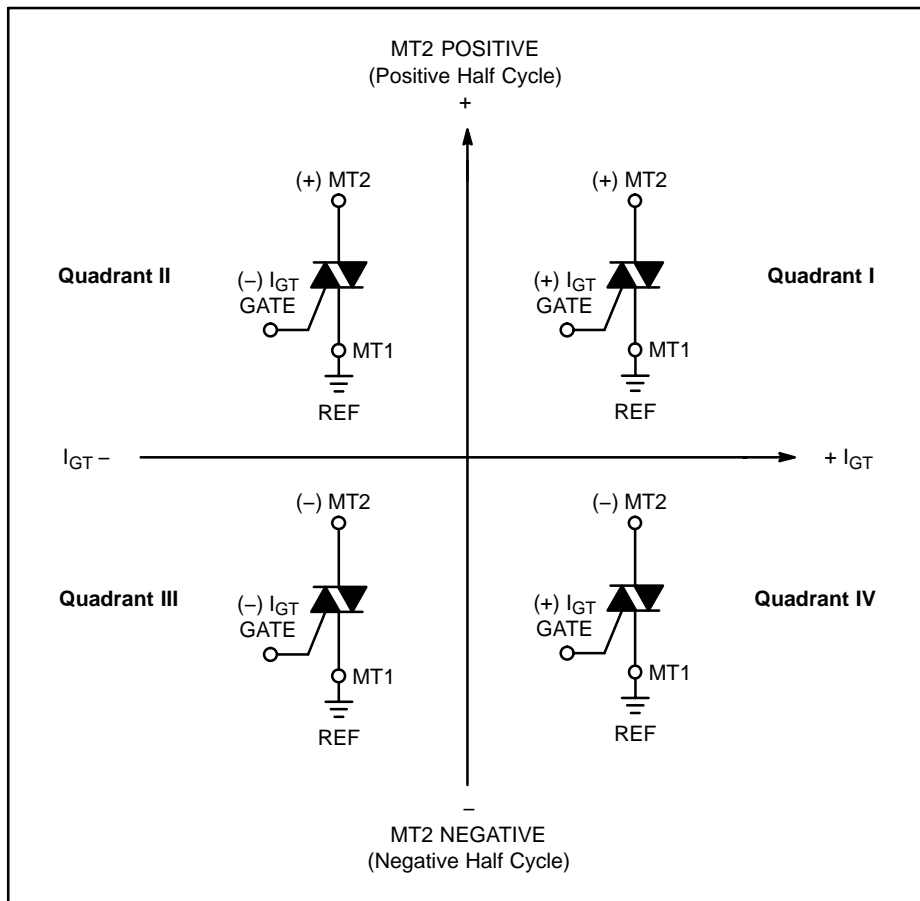 MT2 POSITIVE
(Positive Half Cycle)
+
(+) MT2
(–) IGT
GATE
MT1
REF
Quadrant II
(+) MT2
(+) IGT
GATE
MT1
REF
Quadrant I
IGT –
+ IGT
(–) MT2
(–) IGT
GATE
MT1
REF
Quadrant III
(–) MT2
(+) IGT
GATE
MT1
REF
Quadrant IV
–
MT2 NEGATIVE
(Negative Half Cycle)